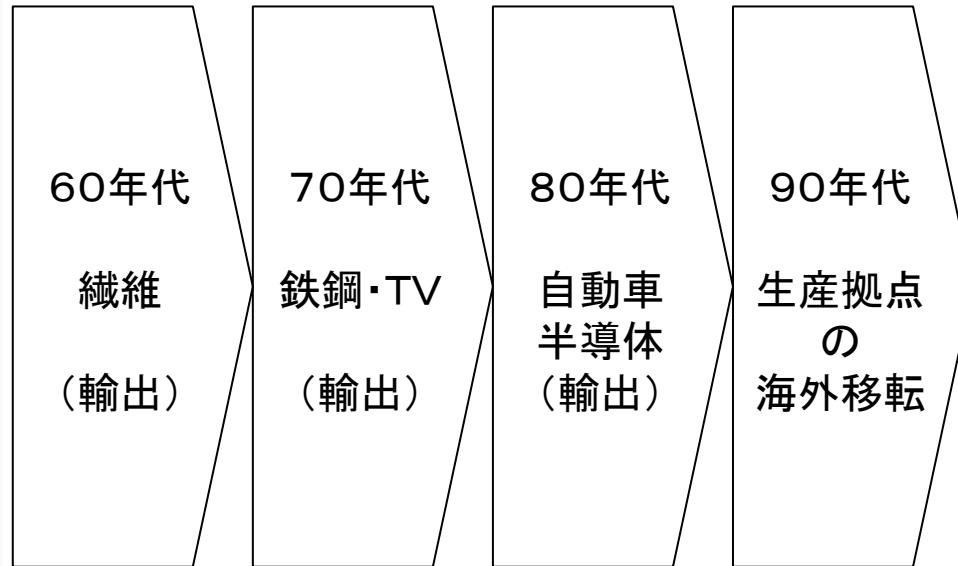 60年代
繊維
（輸出）
70年代
鉄鋼・TV
（輸出）
80年代
自動車
半導体
（輸出）
90年代
生産拠点
の
海外移転